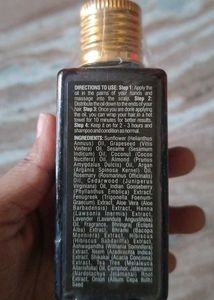 DIRECTIONS TO USE: Step 1: Apply the
oil in the palms of your hands and
massage into the scalp. Step 2:
Distribute the oil down to the ends of your
hair. Step 3: Once you are done applying
the oil, you can wrap your hair in a hot
towel for 10 minutes for better results.
Step 4: Keep it on for 2 - 3 hours and
shampoo and condition as normal.
INGREDIENTS: Sunflower (Helianthus
Annuus) Oil, Grapeseed (Vitis
Vinifera) Oil, Sesame (Sesamum
Indicum) Oil, Coconut (Cocos
Nucifera) Oil, Almond (Prunus
Amygdalus Dulcis) Oil, Argan
(Argania Spinosa Kernel) Oil,
Rosemary (Rosmarinus Officinalis)
Oil, Cedarwood (Juniperus
Virginiana) Oil, Indian Gooseberry
(Phyllanthus Emblica) Extract,
Fenugreek (Trigonella Foenum-
Graecum) Extract, Aloe Vera (Aloe
Barbadensis) Extract, Henna
(Lawsonia Inermis) Extract,
Lavender (Lavandula Angustifolia)
Oil, Fragrance, Bhringraj (Eclipta
Alba) Extract, Brahmi (Bacopa
Monnieri) Extract, Hibiscus
(Hibiscus Sabdariffa) Extract,
Ashwagandha (Withania Somnifera)
Extract, Neem (Azadirachta Indica)
Extract, Shikakai (Acacia Concinna)
Extract, Tea Tree (Melaleuca
Alternifolia) Oil, Camphor, Jatamansi
(Nardostachys Jatamansi) Root
Extract, Onion (Allium Cepa Bulb)
Seed